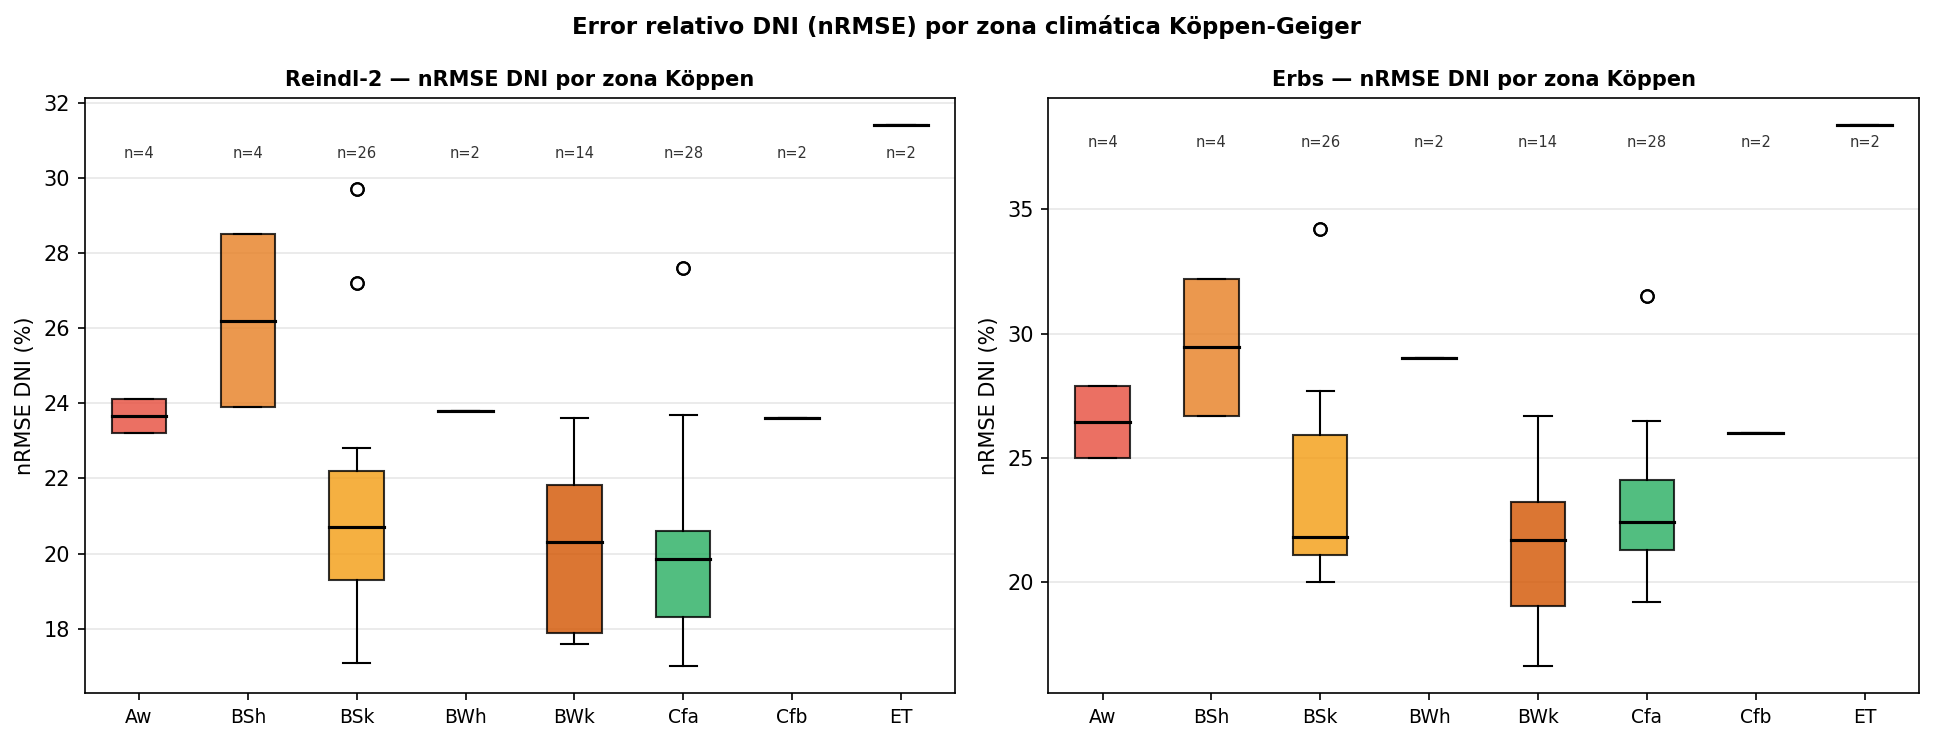 Error relativo DNI (nRMSE) por zona climática Köppen-Geiger
Reindl-2 — nRMSE DNI por zona Köppen
nRMSE DNI (%)
32
30
28
26
24
22
20
18
n=4 n=4 n=26 n=2 n=14 n=28 n=2 n=2
Aw BSh BSk BWh BWk Cfa Cfb ET
Erbs — nRMSE DNI por zona Köppen
nRMSE DNI (%)
35
30
25
20
n=4 n=4 n=26 n=2 n=14 n=28 n=2 n=2
Aw BSh BSk BWh BWk Cfa Cfb ET